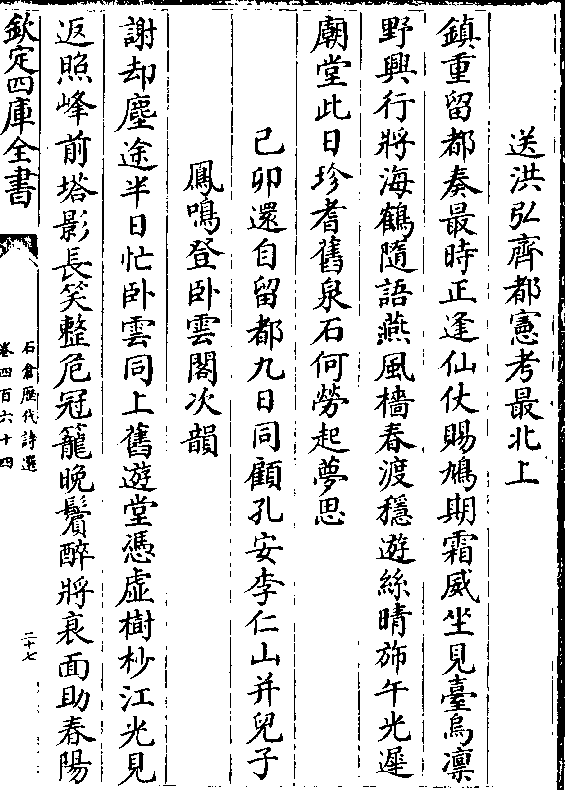 送洪弘齊都憲考最北上
鎮重留都奏最時正逢仙仗賜鳩期霜威坐見臺烏凛
野興行將海鶴隨語燕風檣春渡穩遊絲晴斾午光遲
廟堂此日珍耆舊泉石何勞起夢思
己卯還自留都九日同顧孔安李仁山并兒子
鳳鳴登卧雲閣次韻
謝却塵途半日忙卧雲同上舊遊堂憑虛樹杪江光見
返照峰前塔影長笑整危冠籠晚鬢醉將衰面助春陽
欽定四庫全書
石倉歴代詩選
卷四百六十四
二十七